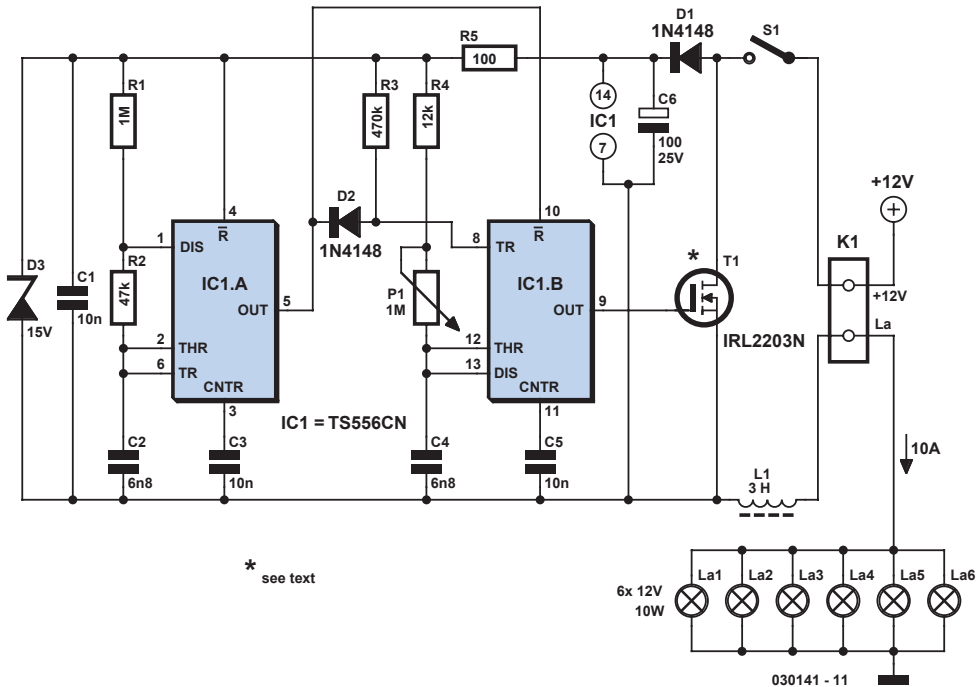 D1
1N4148
S1
R5
100
R1
1M
R3
470k
R4
12k
14
IC1
7
C6
100
25V
+12V
D2
1N4148
4
R
1
DIS
IC1.A
OUT
5
2
THR
6
TR
CNTR
3
10
R
8
TR
IC1.B
OUT
9
12
THR
13
DIS
CNTR
11
*
T1
IRL2203N
K1
+12V
La
D3
15V
C1
10n
R2
47k
P1
1M
IC1 = TS556CN
C2
6n8
C3
10n
C4
6n8
C5
10n
L1
3 H
10A
* see text
La1
La2
La3
La4
La5
La6
6x 12V
10W
030141 - 11